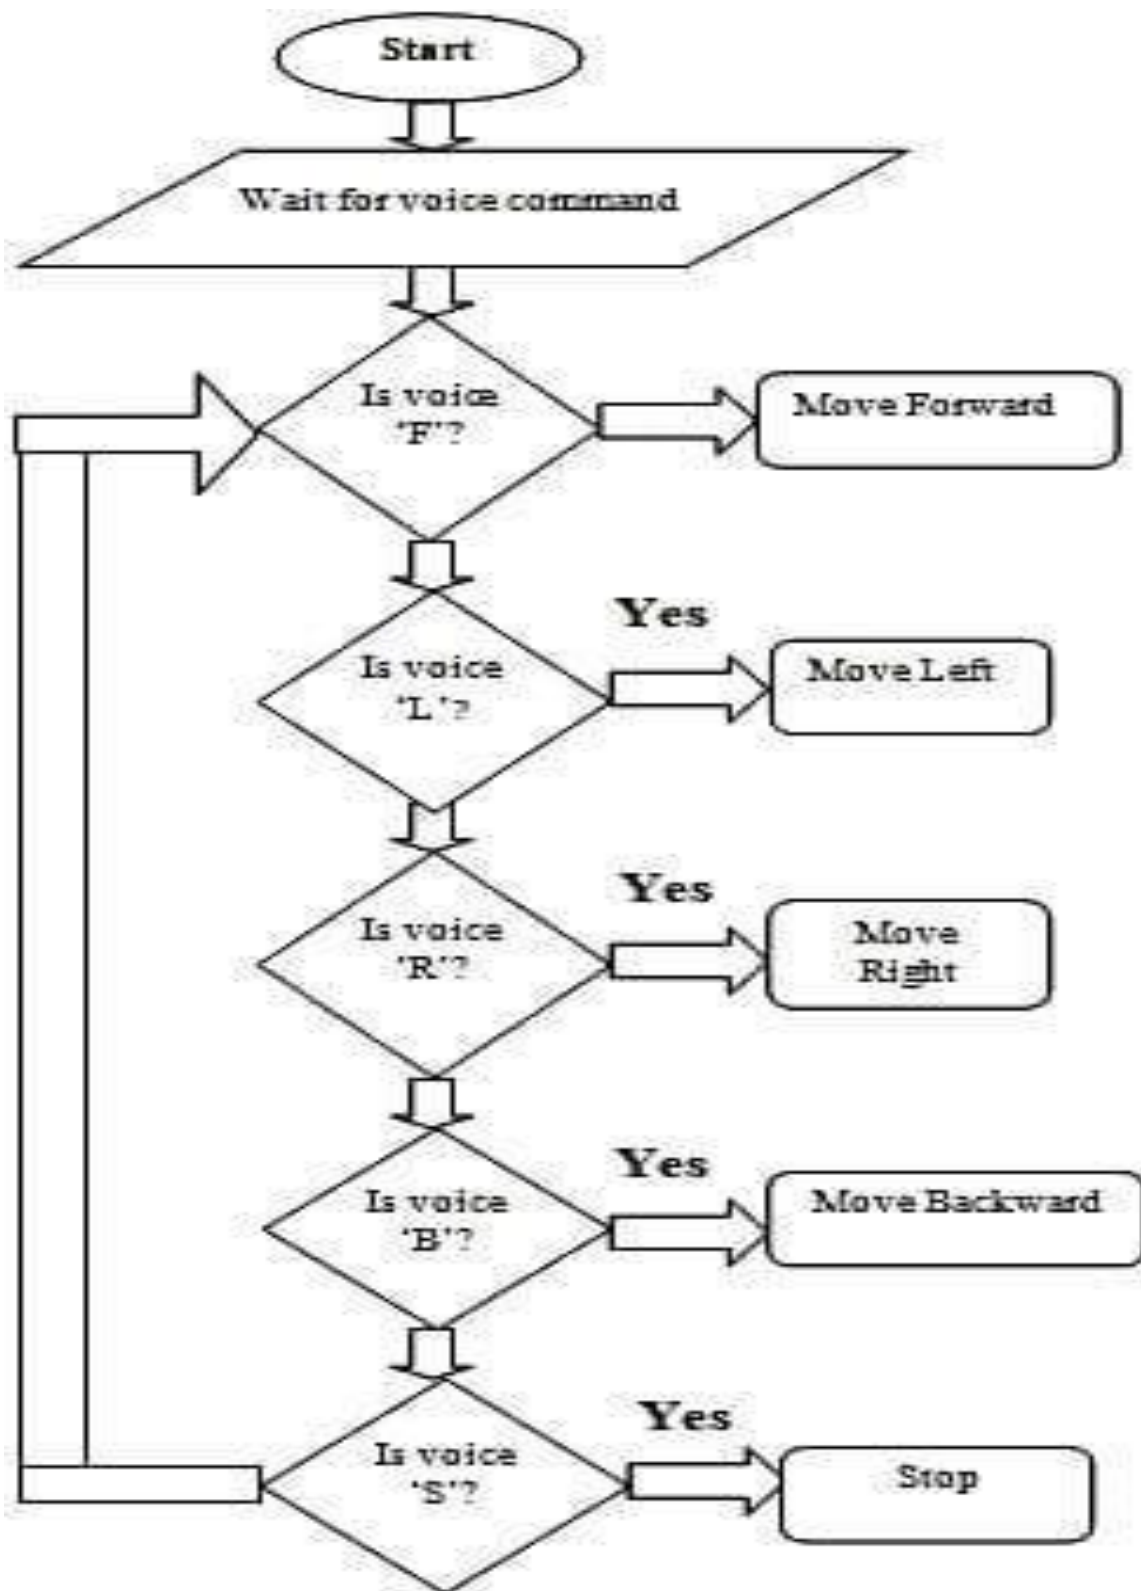 Start
Wait for voice command
Is voice
‘F’?
Move Forward
Yes
Is voice
‘L’?
Move Left
Yes
Is voice
‘R’?
Move
Right
Yes
Is voice
‘B’?
Move Backward
Yes
Is voice
‘S’?
Stop